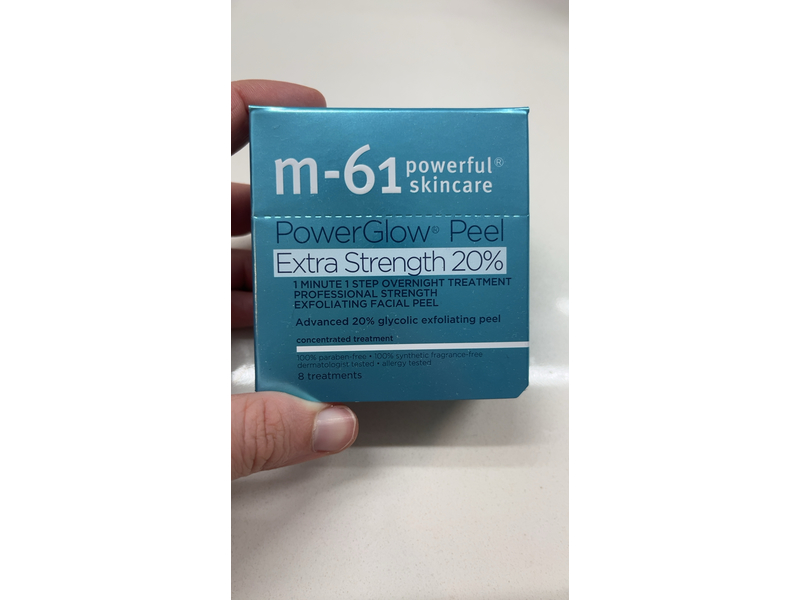 m-61 powerful®
skincare
PowerGlow® Peel
Extra Strength 20%
1 MINUTE 1 STEP OVERNIGHT TREATMENT
PROFESSIONAL STRENGTH
EXFOLIATING FACIAL PEEL
Advanced 20% glycolic exfoliating peel
concentrated treatment
100% paraben-free • 100% synthetic fragrance-free
dermatologist tested • allergy tested
8 treatments